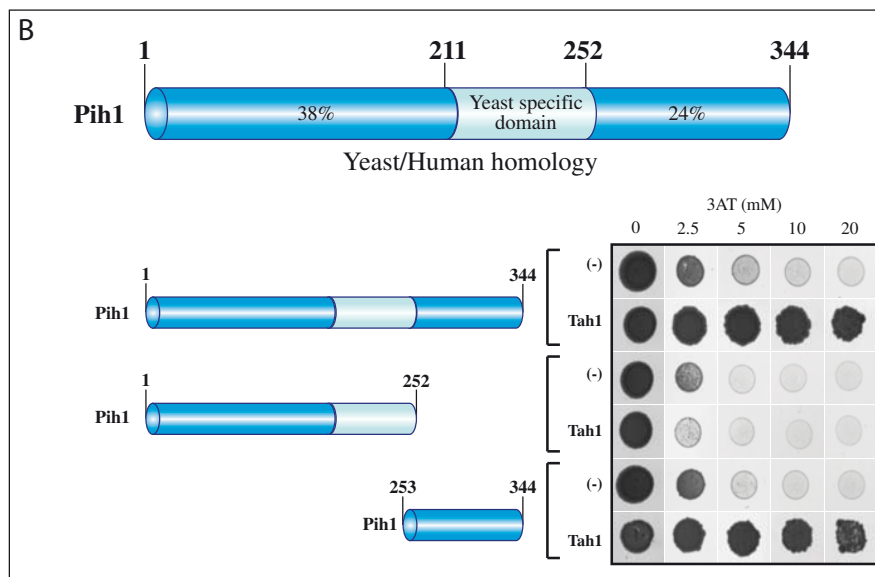 B
1 211 252 344
Pih1 38% Yeast specific domain 24%
Yeast/Human homology
3AT (mM)
0 2.5 5 10 20
1 344
Pih1
(-)
Tah1
1 252
Pih1
(-)
Tah1
253 344
Pih1
(-)
Tah1